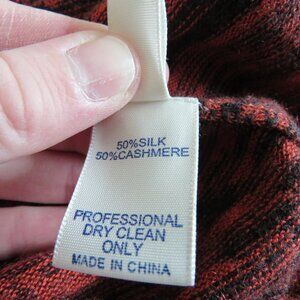 50%SILK
50%CASHMERE
PROFESSIONAL
DRY CLEAN
ONLY
MADE IN CHINA